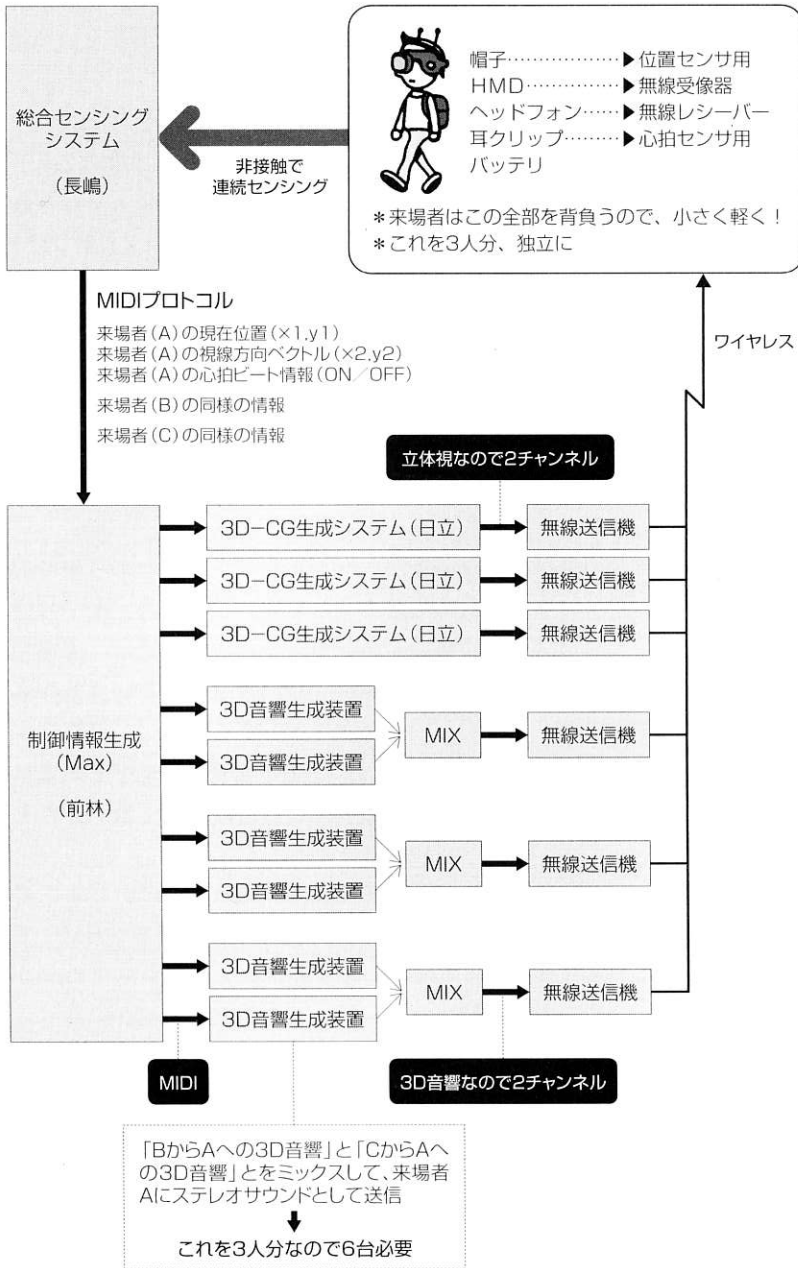 総合センシング
システム
(長嶋)
非接触で
連続センシング
帽子………………▶位置センサ用
HMD……………▶無線受像器
ヘッドフォン……▶無線レシーバー
耳クリップ………▶心拍センサ用
バッテリ
＊来場者はこの全部を背負うので、小さく軽く！
＊これを3人分、独立に
MIDIプロトコル
来場者(A)の現在位置(×1,y1)
来場者(A)の視線方向ベクトル(×2,y2)
来場者(A)の心拍ビート情報(ON／OFF)
来場者(B)の同様の情報
来場者(C)の同様の情報
ワイヤレス
立体視なので2チャンネル
制御情報生成
(Max)
(前林)
3D−CG生成システム(日立)
無線送信機
3D−CG生成システム(日立)
無線送信機
3D−CG生成システム(日立)
無線送信機
3D音響生成装置
3D音響生成装置
MIX
無線送信機
3D音響生成装置
3D音響生成装置
MIX
無線送信機
3D音響生成装置
3D音響生成装置
MIX
無線送信機
MIDI
3D音響なので2チャンネル
「BからAへの3D音響」と「CからAへ
の3D音響」とをミックスして、来場者
Aにステレオサウンドとして送信
これを3人分なので6台必要